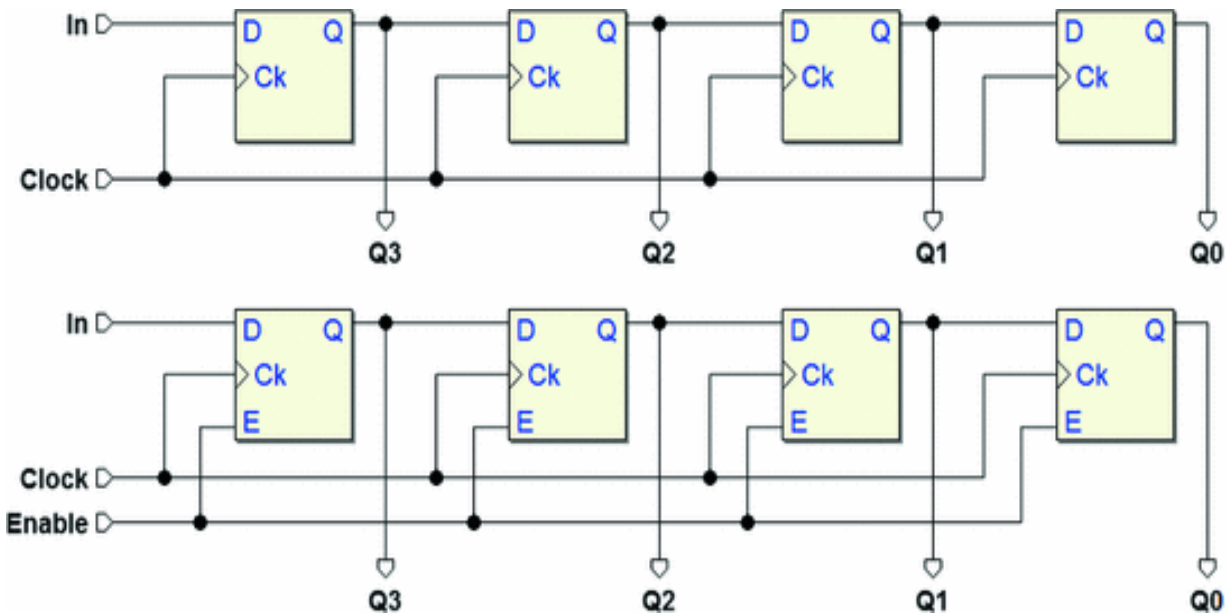 In D Q D Q D Q D Q
Ck Ck Ck Ck
Clock
Q3 Q2 Q1 Q0
In D Q D Q D Q D Q
Ck Ck Ck Ck
E E E E
Clock
Enable
Q3 Q2 Q1 Q0